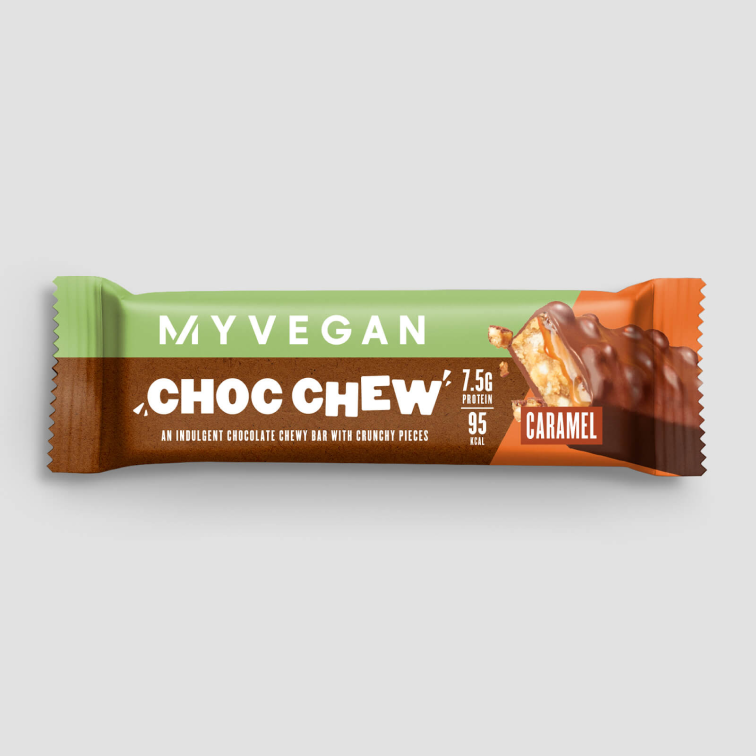 MYVEGAN
CHOC CHEW
AN INDULGENT CHOCOLATE CHEWY BAR WITH CRUNCHY PIECES
7.5G
PROTEIN
95
KCAL
CARAMEL